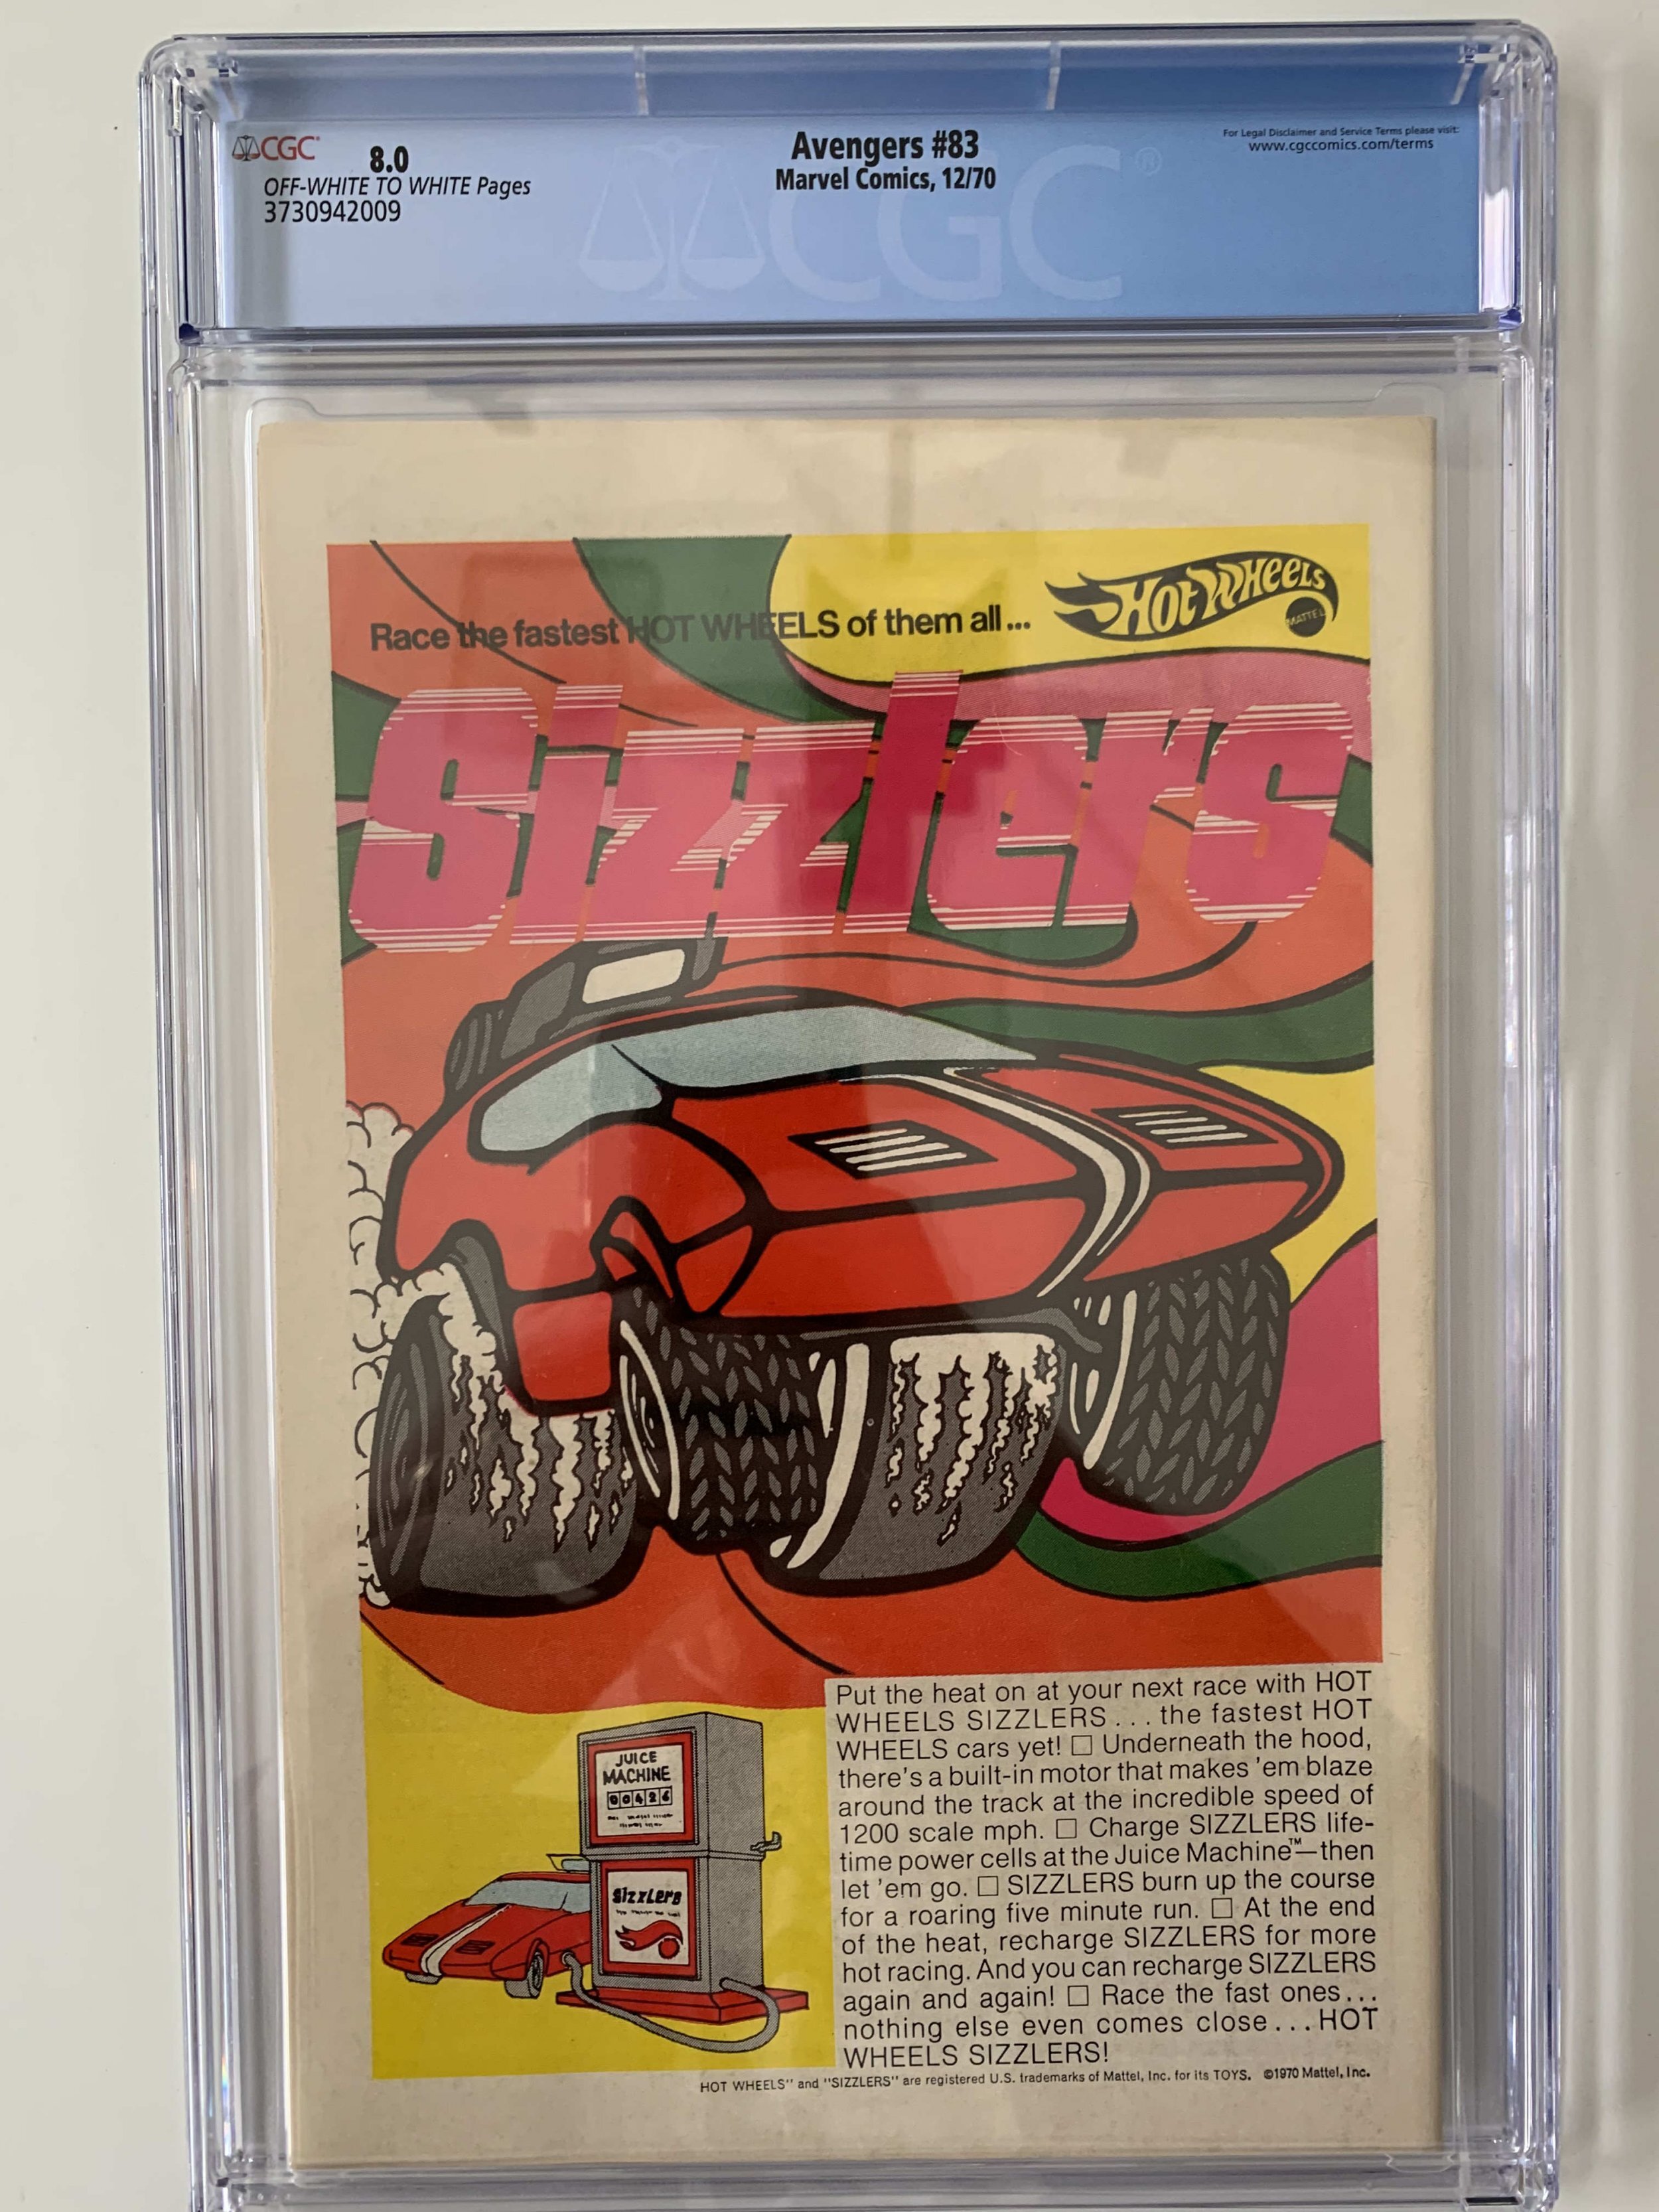 CGC
8.0
OFF-WHITE TO WHITE Pages
3730942009
Avengers #83
Marvel Comics, 12/70
For Legal Disclaimer and Service Terms please visit:
www.cgccomics.com/terms
CGC
Race the fastest HOT WHEELS of them all...
Hot Wheels
MATTEL
Sizzlers
JUICE
MACHINE
00426
Sizzlers
Put the heat on at your next race with HOT
WHEELS SIZZLERS... the fastest HOT
WHEELS cars yet! □ Underneath the hood,
there's a built-in motor that makes 'em blaze
around the track at the incredible speed of
1200 scale mph. □ Charge SIZZLERS life-
time power cells at the Juice Machine™—then
let 'em go. □ SIZZLERS burn up the course
for a roaring five minute run. □ At the end
of the heat, recharge SIZZLERS for more
hot racing. And you can recharge SIZZLERS
again and again! □ Race the fast ones...
nothing else even comes close...HOT
WHEELS SIZZLERS!
HOT WHEELS" and "SIZZLERS" are registered U.S. trademarks of Mattel, Inc. for its TOYS. ©1970 Mattel, Inc.